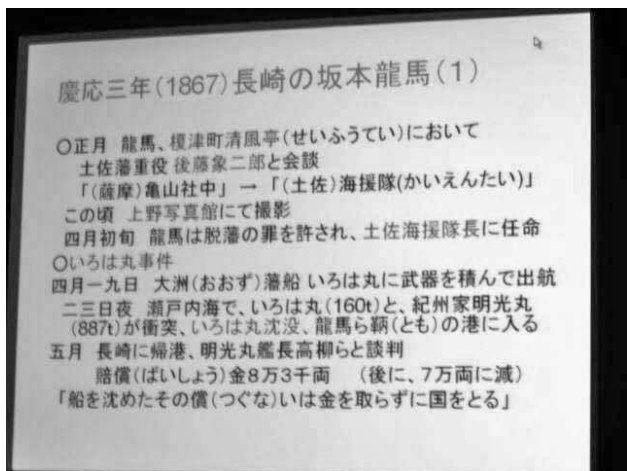 慶応三年(1867)長崎の坂本龍馬(1)
○正月 龍馬、榎津町清風亭(せいふうてい)において
土佐藩重役 後藤象二郎と会談
「(薩摩)亀山社中」 → 「(土佐)海援隊(かいえんたい)」
この頃 上野写真館にて撮影
四月初旬 龍馬は脱藩の罪を許され、土佐海援隊長に任命
○いろは丸事件
四月一九日 大洲(おおず)藩船 いろは丸に武器を積んで出航
二三日夜 瀬戸内海で、いろは丸(160t)と、紀州家明光丸
(887t)が衝突、いろは丸沈没、龍馬ら鞆(とも)の港に入る
五月 長崎に帰港、明光丸艦長高柳らと談判
賠償(ばいしょう)金8万3千両 (後に、7万両に減)
「船を沈めたその償(つぐな)いは金を取らずに国をとる」